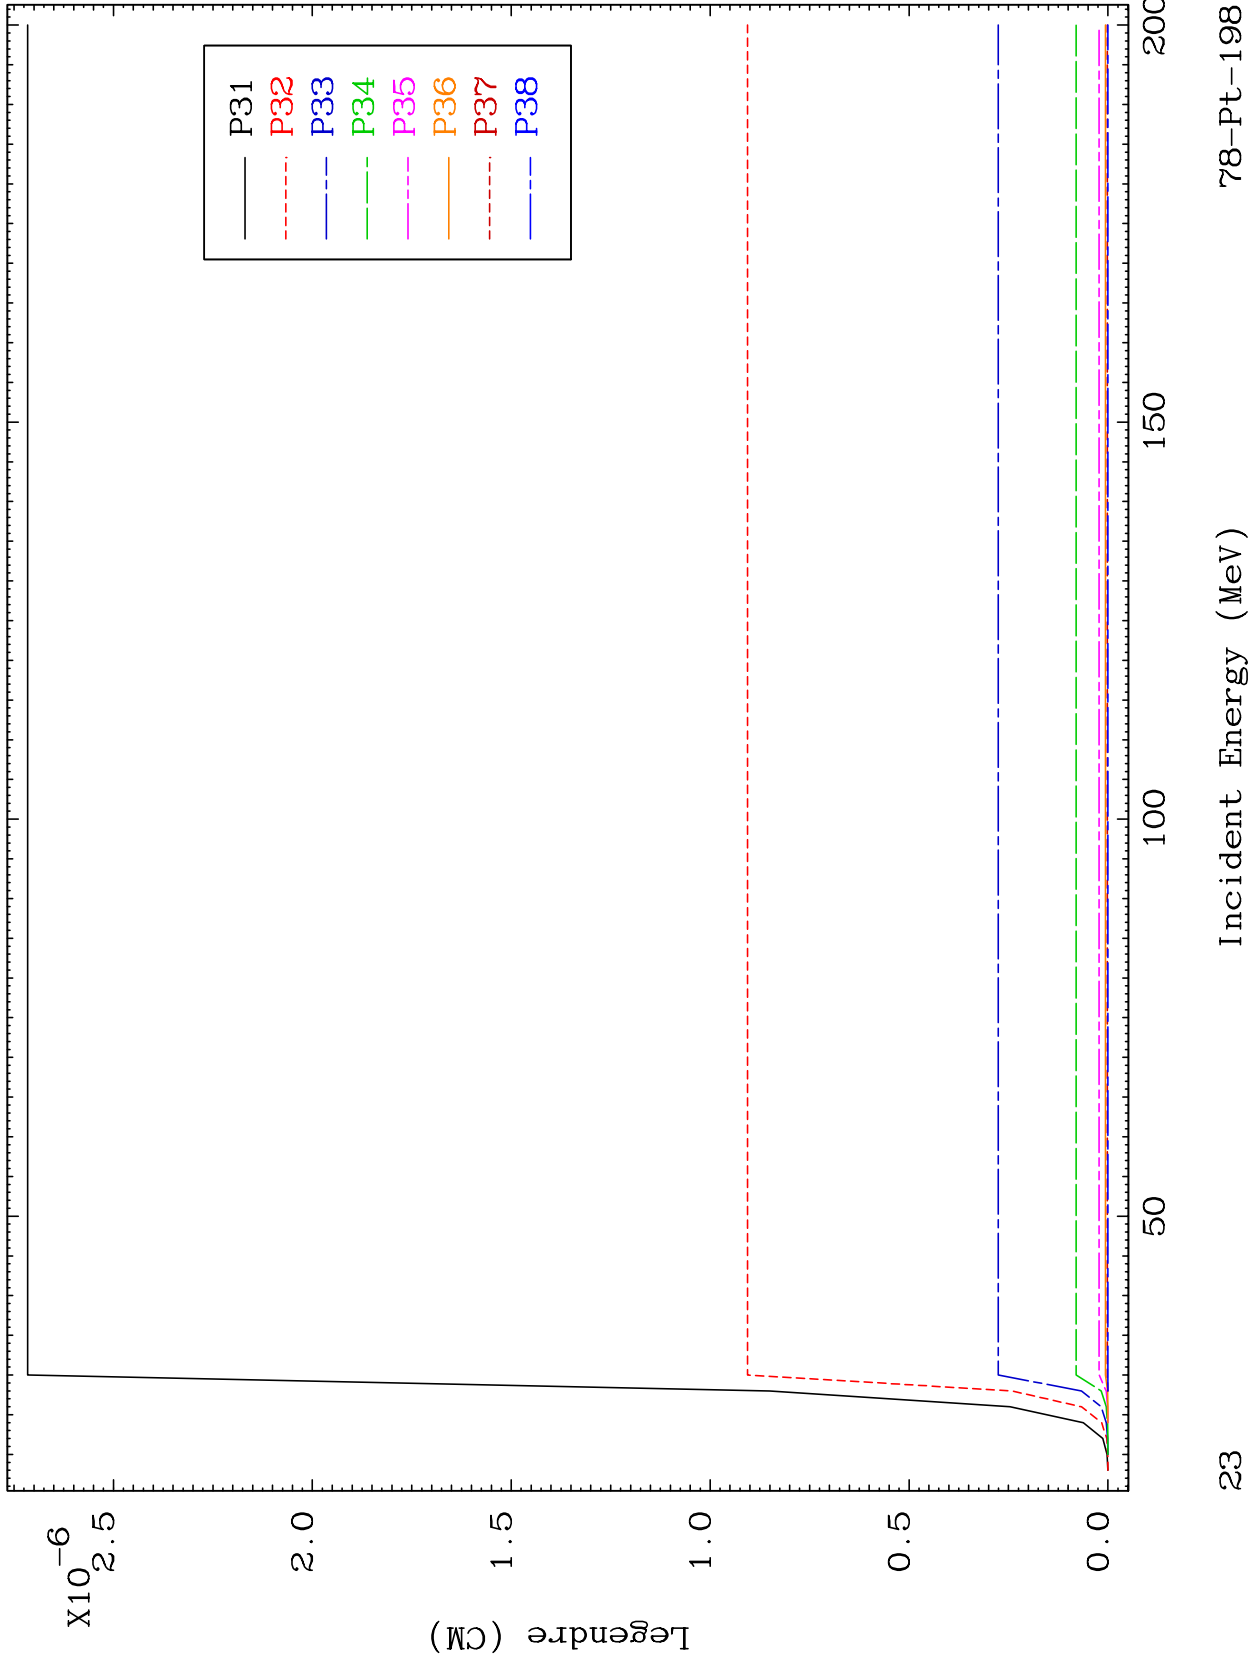 X10-6
2.5
2.0
1.5
1.0
0.5
0.0
Legendre (CM)
P31
P32
P33
P34
P35
P36
P37
P38
50
100
150
200
Incident Energy (MeV)
23
78-Pt-198